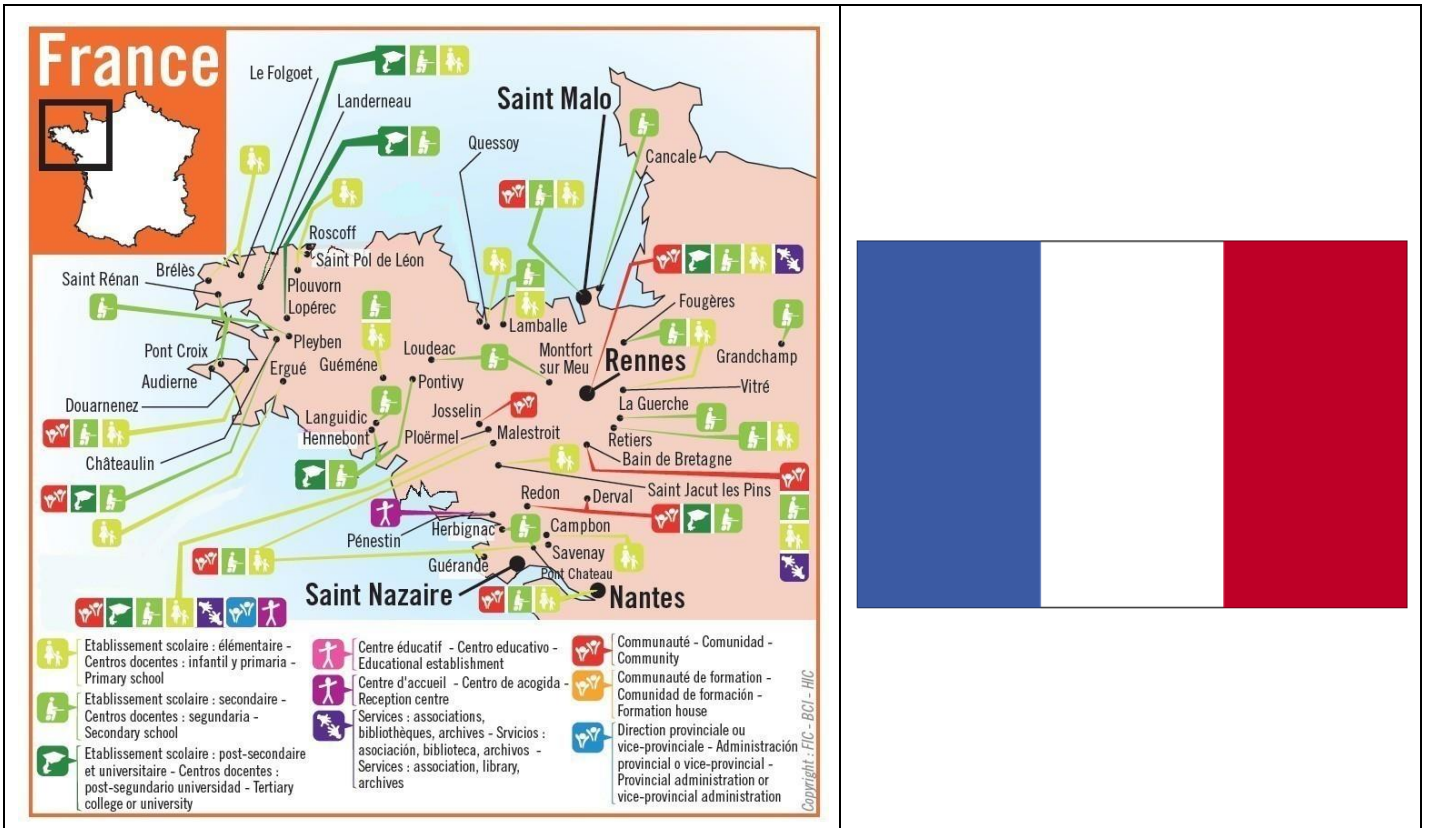 France
Le Folgoet
Landerneau
Saint Malo
Quessoy
Cancale
Roscoff
Saint Pol de Léon
Brélès
Saint Rénan
Plouvorn
Lopérec
Fougères
Lamballe
Pleyben
Pont Croix
Loudeac
Montfort
sur Meu
Rennes
Grandchamp
Ergué
Guéméne
Audierne
Pontivy
Vitré
Douarnenez
La Guerche
Josselin
Languidic
Hennebont
Ploërmel
Malestroit
Retiers
Bain de Bretagne
Châteaulin
Saint Jacut les Pins
Redon
Derval
Herbignac
Campbon
Pénestin
Savenay
Guérande
Pont Chateau
Saint Nazaire
Nantes
Etablissement scolaire : élémentaire -
Centros docentes : infantil y primaria -
Primary school
Etablissement scolaire : secondaire -
Centros docentes : segundaria -
Secondary school
Etablissement scolaire : post-secondaire
et universitaire - Centros docentes :
post-segundario universidad - Tertiary
college or university
Centre éducatif - Centro educativo -
Educational establishment
Centre d'accueil - Centro de acogida -
Reception centre
Services : associations,
bibliothèques, archives - Srvicios :
asociación, biblioteca, archivos -
Services : association, library,
archives
Communauté - Comunidad -
Community
Communauté de formation -
Comunidad de formación -
Formation house
Direction provinciale ou
vice-provinciale - Administración
provincial o vice-provincial -
Provincial administration or
vice-provincial administration
Copyright : FIC - BCI - HIC